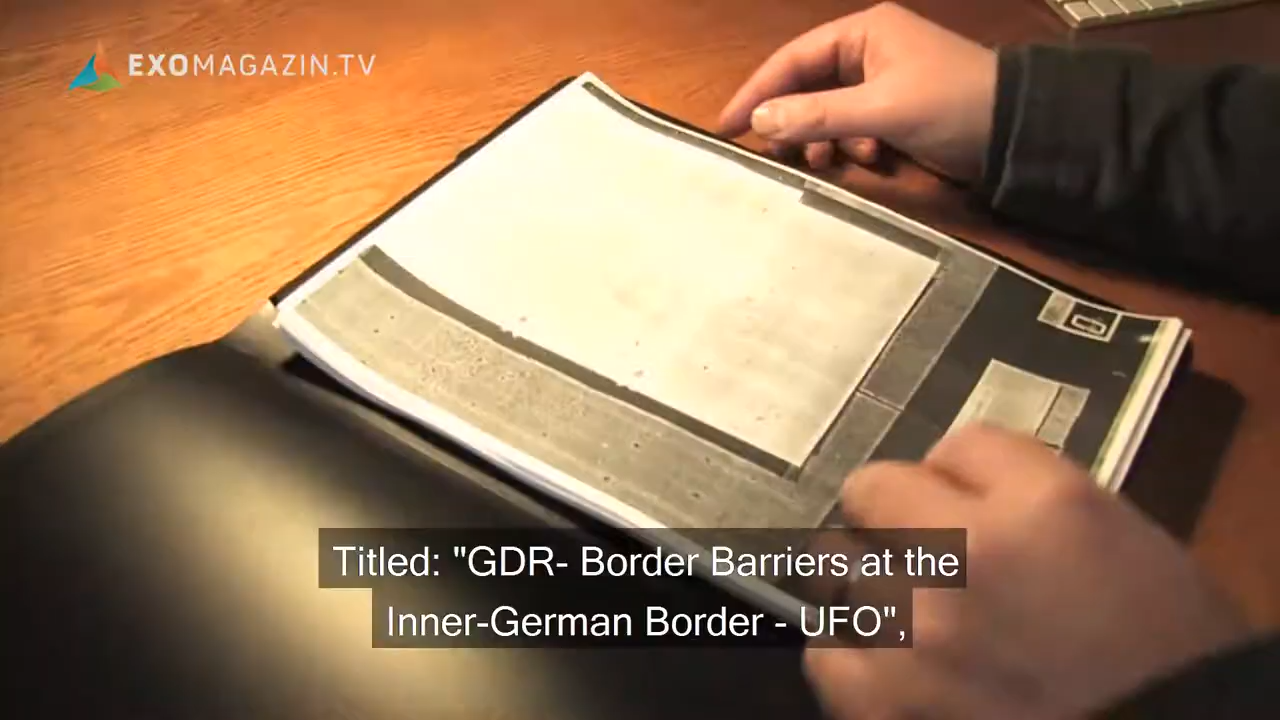 EXOMAGAZIN.TV
Titled: "GDR- Border Barriers at the
Inner-German Border - UFO",